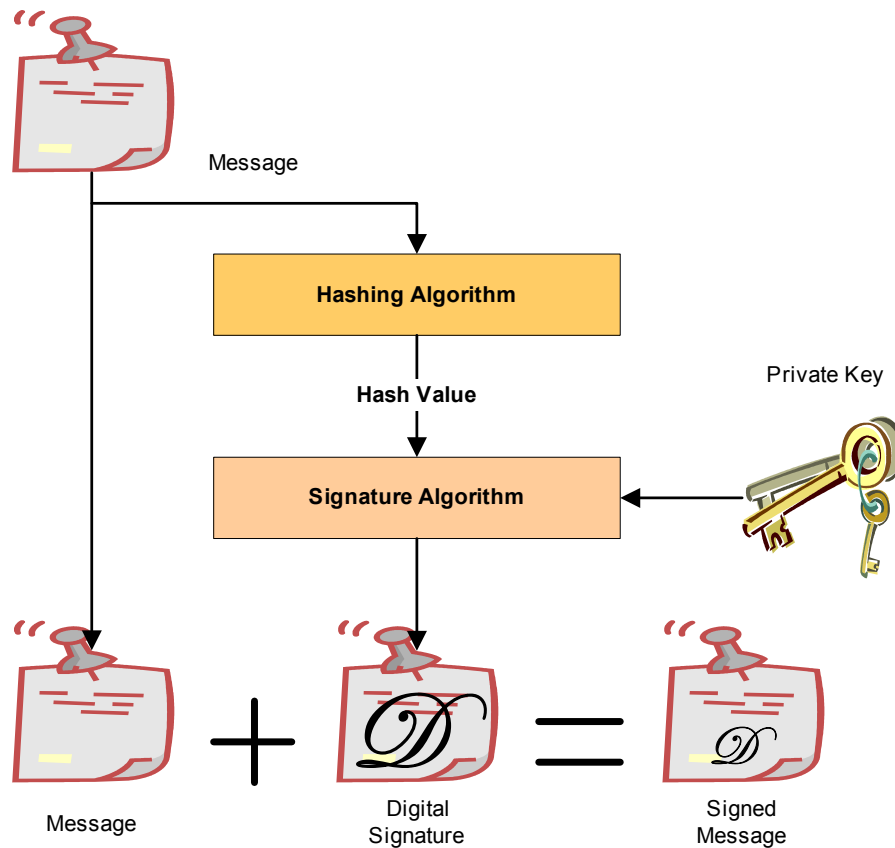 Message
Hashing Algorithm
Hash Value
Private Key
Signature Algorithm
D
D
Message
Digital
Signature
Signed
Message